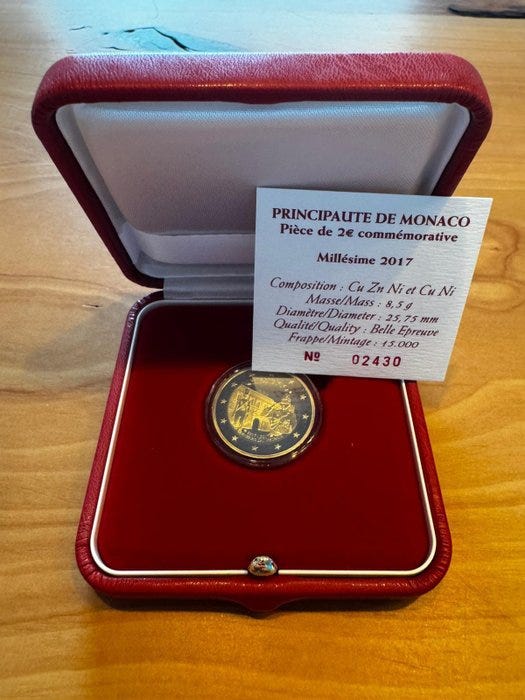 PRINCIPAUTE DE MONACO
Pièce de 2€ commémorative
Millésime 2017
Composition : Cu Zn Ni et Cu Ni
Masse/Mass : 8,5 g
Diamètre/Diameter : 25,75 mm
Qualité/Quality : Belle Epreuve
Frappe/Mintage : 15.000
Nº 02430